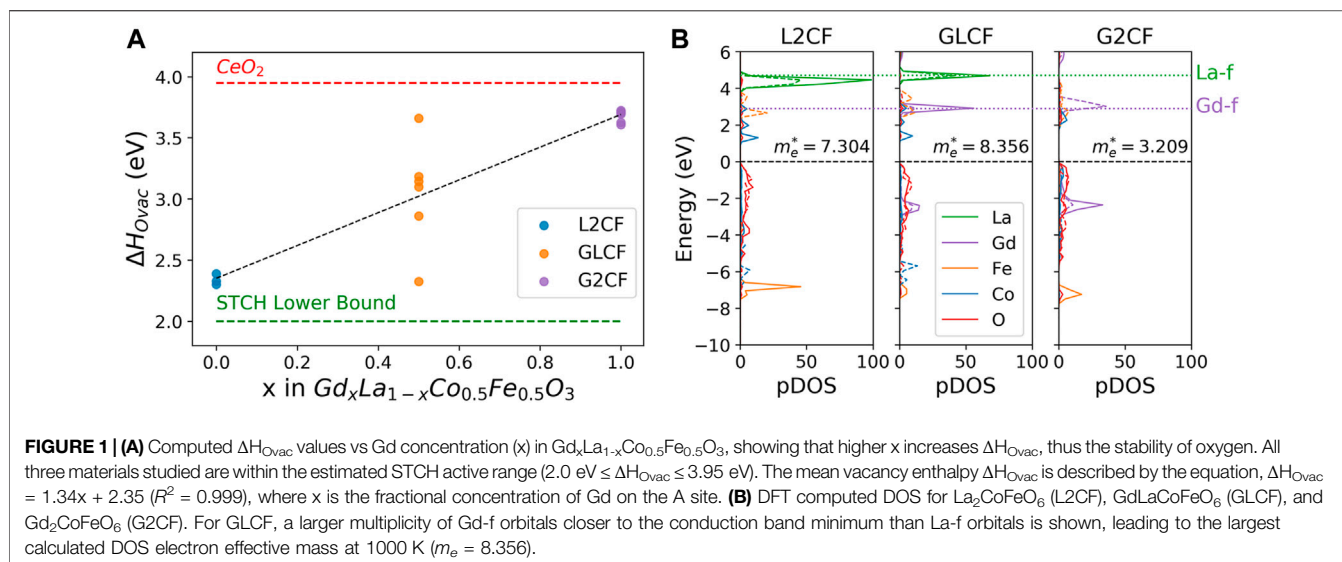 A
CeO₂
4.0
3.5
3.0
2.5
2.0
ΔH_Ovac (eV)
L2CF
GLCF
G2CF
STCH Lower Bound
0.0 0.2 0.4 0.6 0.8 1.0
x in GdₓLa₁₋ₓCo₀.₅Fe₀.₅O₃
B
L2CF GLCF G2CF
6
4
2
0
−2
−4
−6
−8
−10
Energy (eV)
La-f
Gd-f
m*ₑ = 7.304 m*ₑ = 8.356 m*ₑ = 3.209
La
Gd
Fe
Co
O
0 50 100 0 50 100 0 50 100
pDOS pDOS pDOS
FIGURE 1 | (A) Computed ΔH_Ovac values vs Gd concentration (x) in GdₓLa₁₋ₓCo₀.₅Fe₀.₅O₃, showing that higher x increases ΔH_Ovac, thus the stability of oxygen. All
three materials studied are within the estimated STCH active range (2.0 eV ≤ ΔH_Ovac ≤ 3.95 eV). The mean vacancy enthalpy ΔH_Ovac is described by the equation, ΔH_Ovac
= 1.34x + 2.35 (R² = 0.999), where x is the fractional concentration of Gd on the A site. (B) DFT computed DOS for La₂CoFeO₆ (L2CF), GdLaCoFeO₆ (GLCF), and
Gd₂CoFeO₆ (G2CF). For GLCF, a larger multiplicity of Gd-f orbitals closer to the conduction band minimum than La-f orbitals is shown, leading to the largest
calculated DOS electron effective mass at 1000 K (mₑ = 8.356).